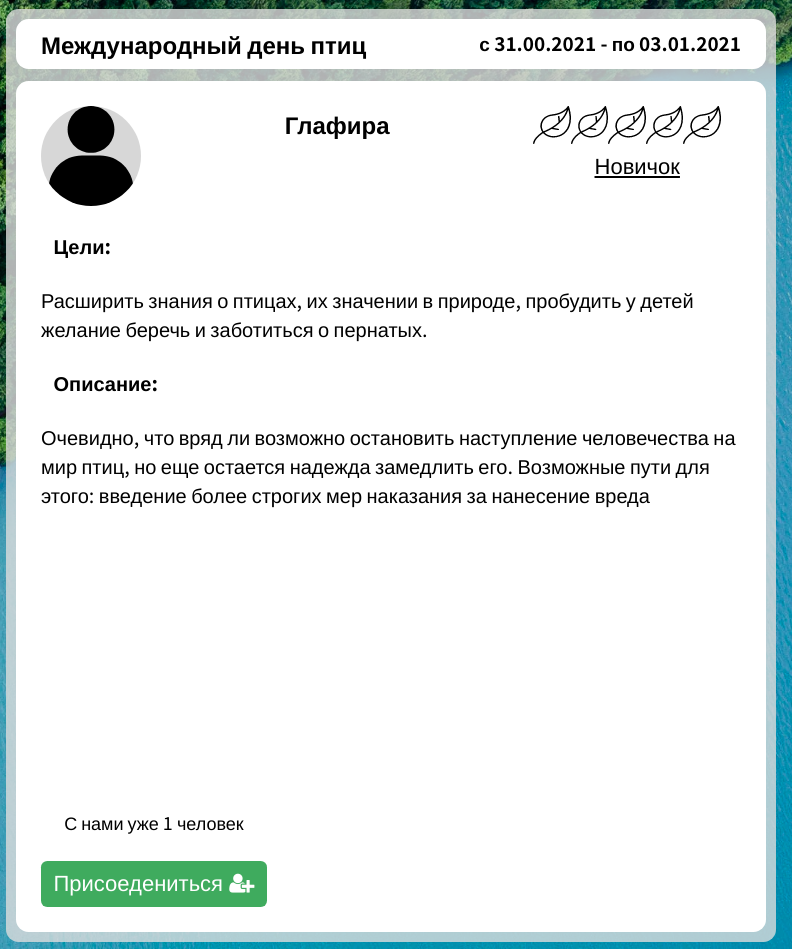 Международный день птиц
с 31.00.2021 - по 03.01.2021
Глафира
Новичок
Цели:
Расширить знания о птицах, их значении в природе, пробудить у детей
желание беречь и заботиться о пернатых.
Описание:
Очевидно, что вряд ли возможно остановить наступление человечества на
мир птиц, но еще остается надежда замедлить его. Возможные пути для
этого: введение более строгих мер наказания за нанесение вреда
С нами уже 1 человек
Присоедениться